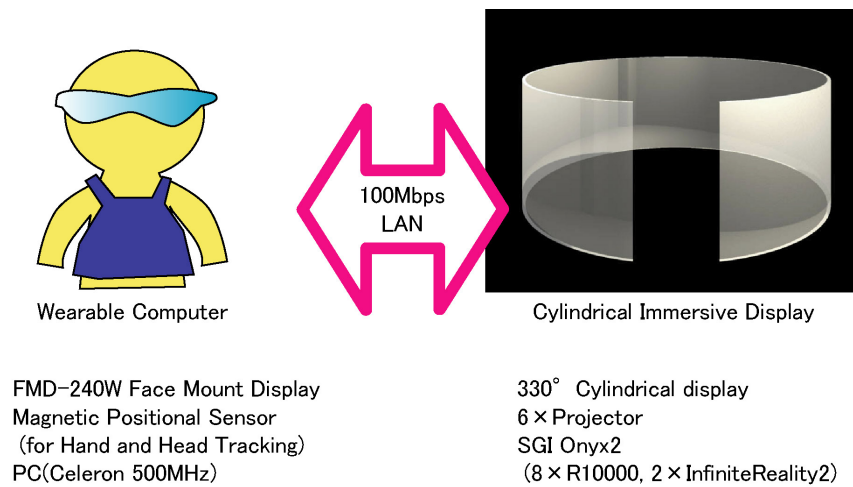 100Mbps
LAN
Wearable Computer
Cylindrical Immersive Display
FMD-240W Face Mount Display
Magnetic Positional Sensor
(for Hand and Head Tracking)
PC(Celeron 500MHz)
330° Cylindrical display
6×Projector
SGI Onyx2
(8×R10000, 2×InfiniteReality2)